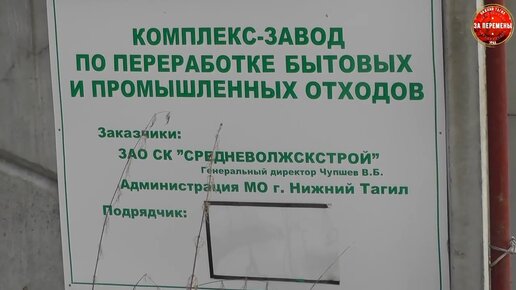 КОМПЛЕКС-ЗАВОД
ПО ПЕРЕРАБОТКЕ БЫТОВЫХ
И ПРОМЫШЛЕННЫХ ОТХОДОВ
Заказчики:
ЗАО СК "СРЕДНЕВОЛЖСКСТРОЙ"
Генеральный директор Чупшев В.Б.
Администрация МО г. Нижний Тагил
Подрядчик:
ЗА ПЕРЕМЕНЫ